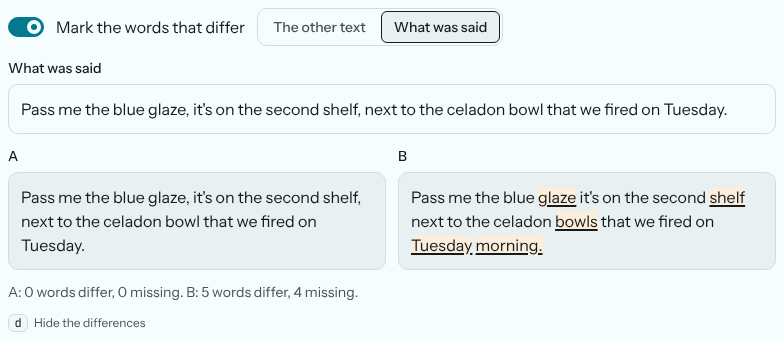 Mark the words that differ
The other text
What was said
What was said
Pass me the blue glaze, it's on the second shelf, next to the celadon bowl that we fired on Tuesday.
A
Pass me the blue glaze, it's on the second shelf,
next to the celadon bowl that we fired on
Tuesday.
B
Pass me the blue glaze it's on the second shelf
next to the celadon bowls that we fired on
Tuesday morning.
A: 0 words differ, 0 missing. B: 5 words differ, 4 missing.
d Hide the differences